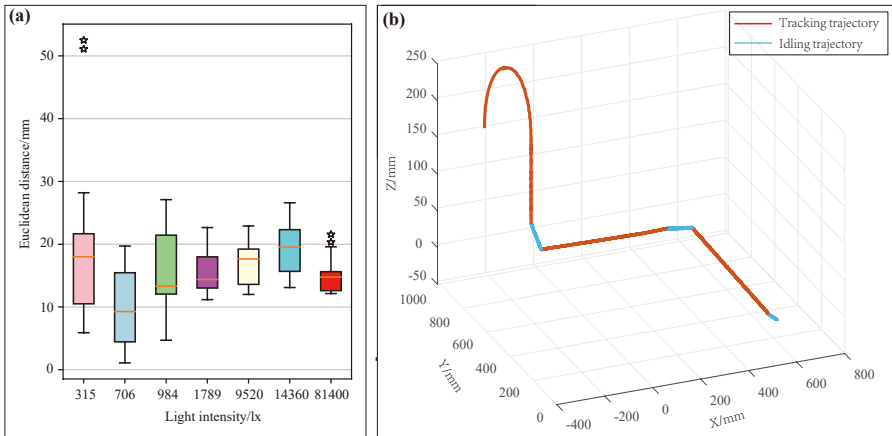 (a)
50
40
30
20
10
0
Euclidean distance/mm
315 706 984 1789 9520 14360 81400
Light intensity/lx
(b)
Tracking trajectory
Idling trajectory
250
200
150
100
50
0
-50
Z/mm
1000
800
600
400
200
0
Y/mm
-400 -200 0 200 400 600 800
X/mm